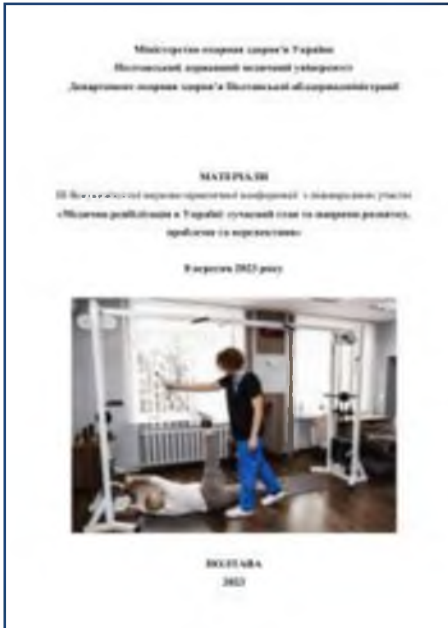 Міністерство охорони здоров'я України
Полтавський державний медичний університет
Департамент охорони здоров'я Полтавської облдержадміністрації
МАТЕРІАЛИ
науково-практичної конференції з міжнародною участю
«Медична реабілітація в Україні: сучасний стан та напрями розвитку,
проблеми та перспективи»
8 вересня 2023 року
ПОЛТАВА
2023